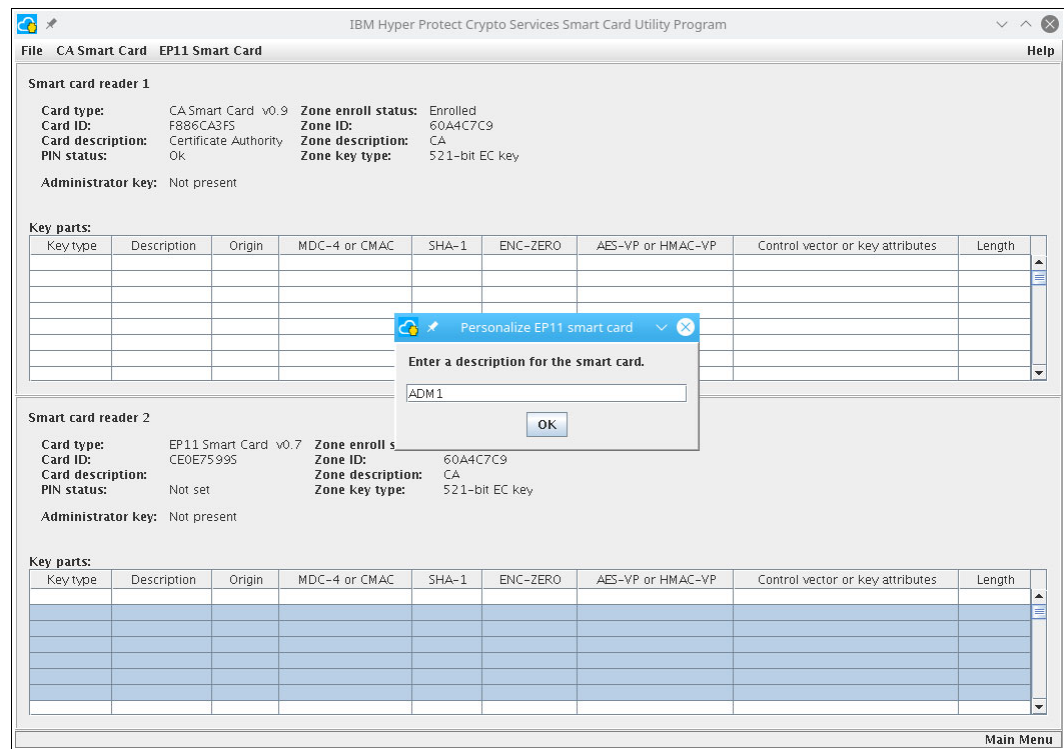 IBM Hyper Protect Crypto Services Smart Card Utility Program
File CA Smart Card EP11 Smart Card Help
Smart card reader 1
Card type: CA Smart Card v0.9 Zone enroll status: Enrolled
Card ID: F886CA3FS Zone ID: 60A4C7C9
Card description: Certificate Authority Zone description: CA
PIN status: Ok Zone key type: 521-bit EC key
Administrator key: Not present
Key parts:
Key type Description Origin MDC-4 or CMAC SHA-1 ENC-ZERO AES-VP or HMAC-VP Control vector or key attributes Length
Personalize EP11 smart card
Enter a description for the smart card.
ADM1
OK
Smart card reader 2
Card type: EP11 Smart Card v0.7 Zone enroll s
Card ID: CE0E7599S Zone ID: 60A4C7C9
Card description: Zone description: CA
PIN status: Not set Zone key type: 521-bit EC key
Administrator key: Not present
Key parts:
Key type Description Origin MDC-4 or CMAC SHA-1 ENC-ZERO AES-VP or HMAC-VP Control vector or key attributes Length
Main Menu